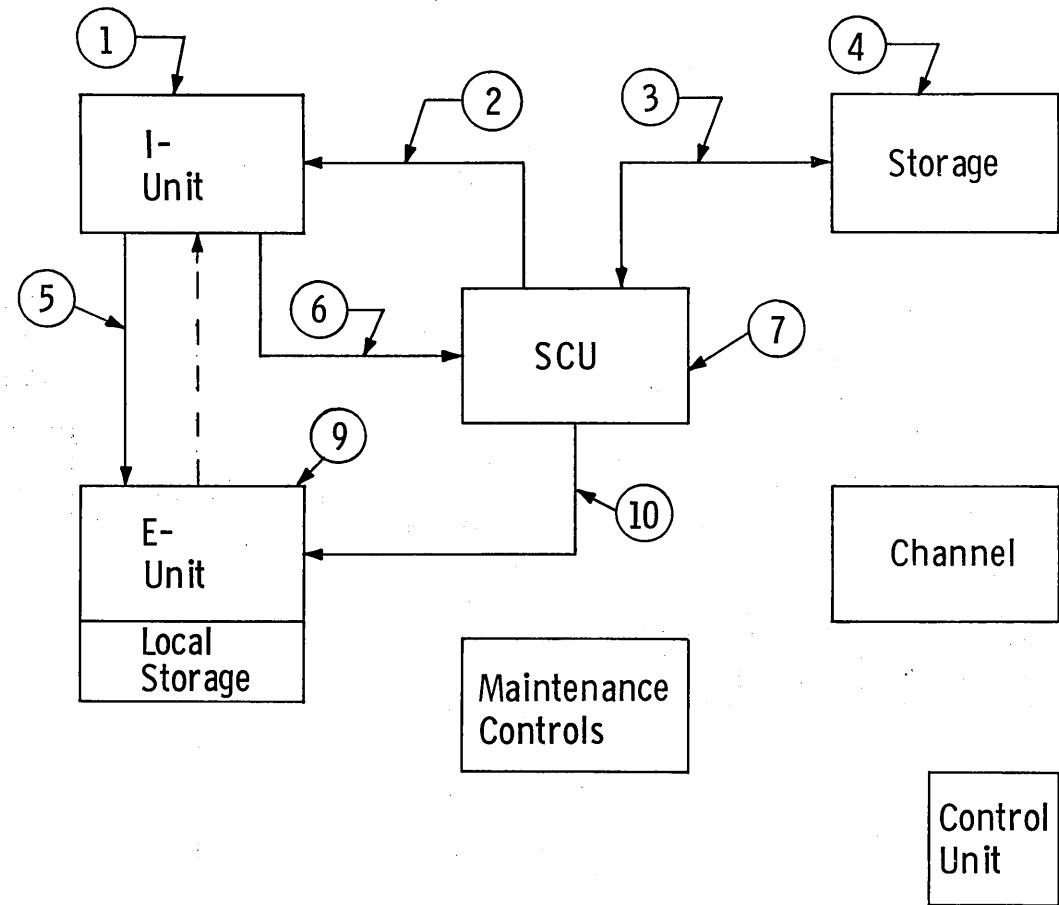 1
2
3
4
I-
Unit
Storage
5
6
7
SCU
9
10
E-
Unit
Channel
Local
Storage
Maintenance
Controls
Control
Unit